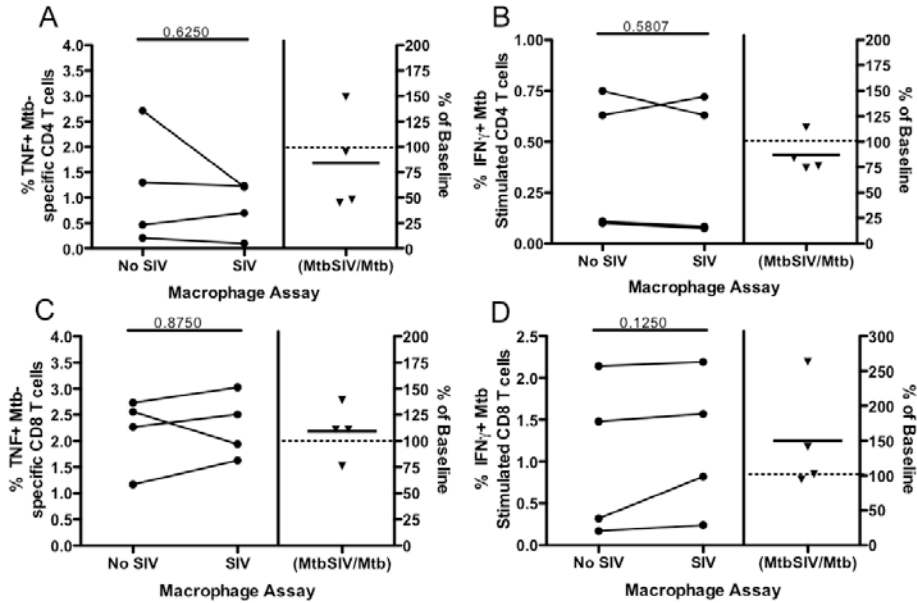 A
0.6250
% TNF+ Mtb-
specific CD4 T cells
4.0
3.5
3.0
2.5
2.0
1.5
1.0
0.5
0.0
200
175
150
125
100
75
50
25
0
% of Baseline
No SIV
SIV
(MtbSIV/Mtb)
Macrophage Assay
B
0.5807
% IFNγ+ Mtb
Stimulated CD4 T cells
1.00
0.75
0.50
0.25
0.00
200
175
150
125
100
75
50
25
0
% of Baseline
No SIV
SIV
(MtbSIV/Mtb)
Macrophage Assay
C
0.8750
% TNF+ Mtb-
specific CD8 T cells
4.0
3.5
3.0
2.5
2.0
1.5
1.0
0.5
0.0
200
175
150
125
100
75
50
25
0
% of Baseline
No SIV
SIV
(MtbSIV/Mtb)
Macrophage Assay
D
0.1250
% IFNγ+ Mtb
Stimulated CD8 T cells
2.5
2.0
1.5
1.0
0.5
0.0
300
250
200
150
100
50
0
% of Baseline
No SIV
SIV
(MtbSIV/Mtb)
Macrophage Assay